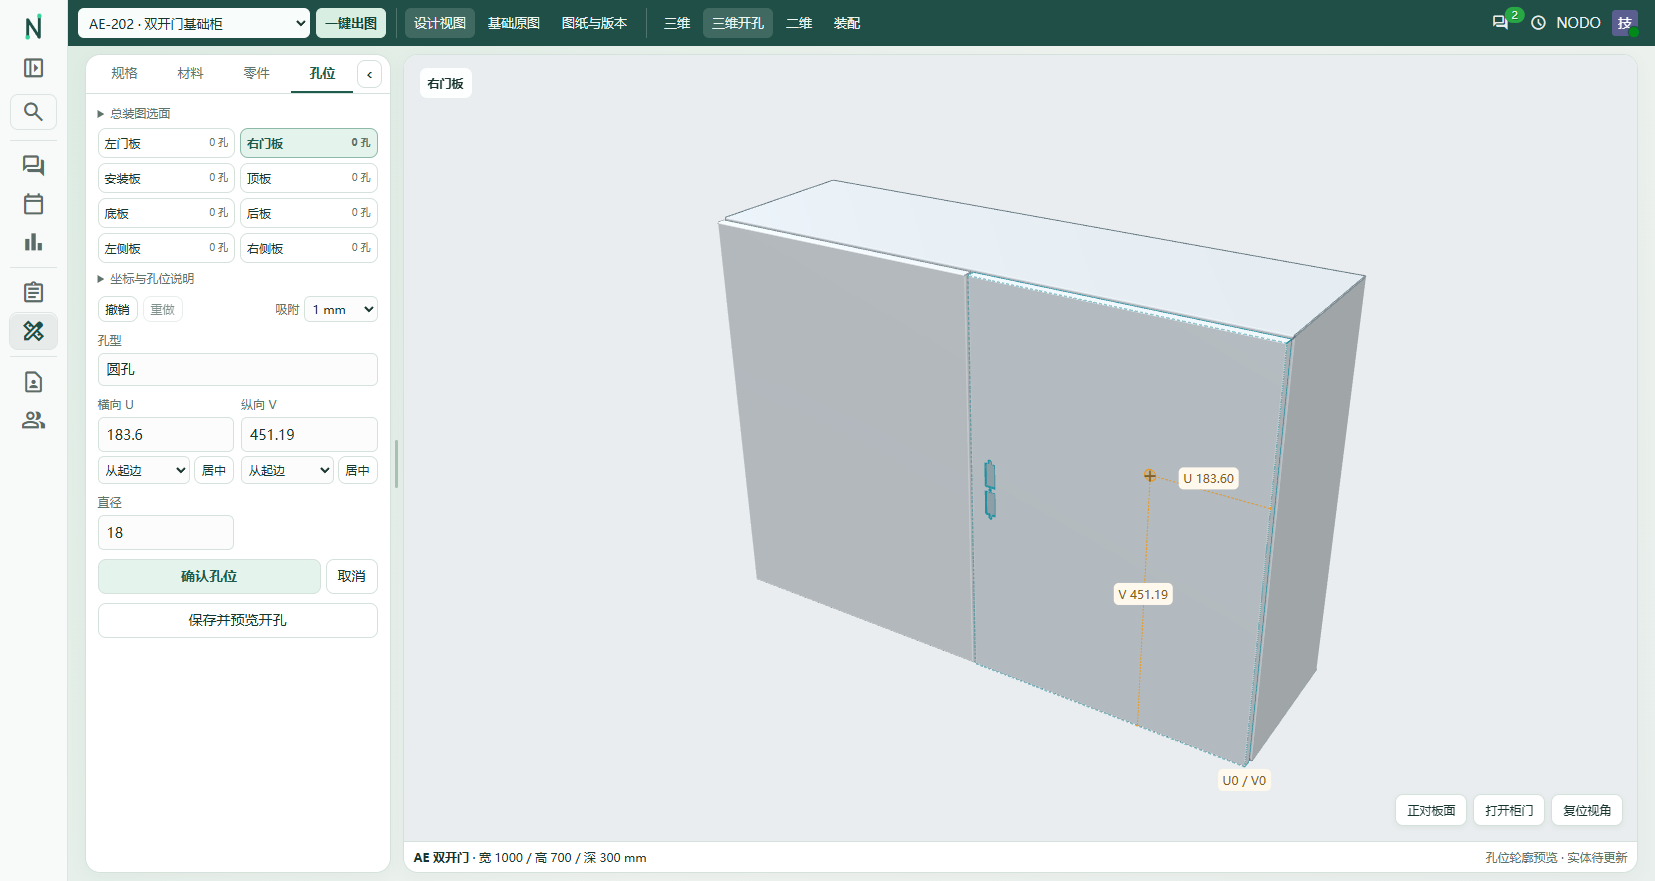 AE-202 · 双开门基础柜
一键出图
设计视图
基础原图
图纸与版本
三维
三维开孔
二维
装配
2
NODO
技
规格
材料
零件
孔位
‹
总装图选面
左门板 0 孔
右门板 0 孔
安装板 0 孔
顶板 0 孔
底板 0 孔
后板 0 孔
左侧板 0 孔
右侧板 0 孔
坐标与孔位说明
撤销
重做
吸附
1 mm
孔型
圆孔
横向 U
纵向 V
183.6
451.19
从起边
居中
从起边
居中
直径
18
确认孔位
取消
保存并预览开孔
右门板
U 183.60
V 451.19
U0 / V0
正对板面
打开柜门
复位视角
AE 双开门 · 宽 1000 / 高 700 / 深 300 mm
孔位轮廓预览 · 实体待更新